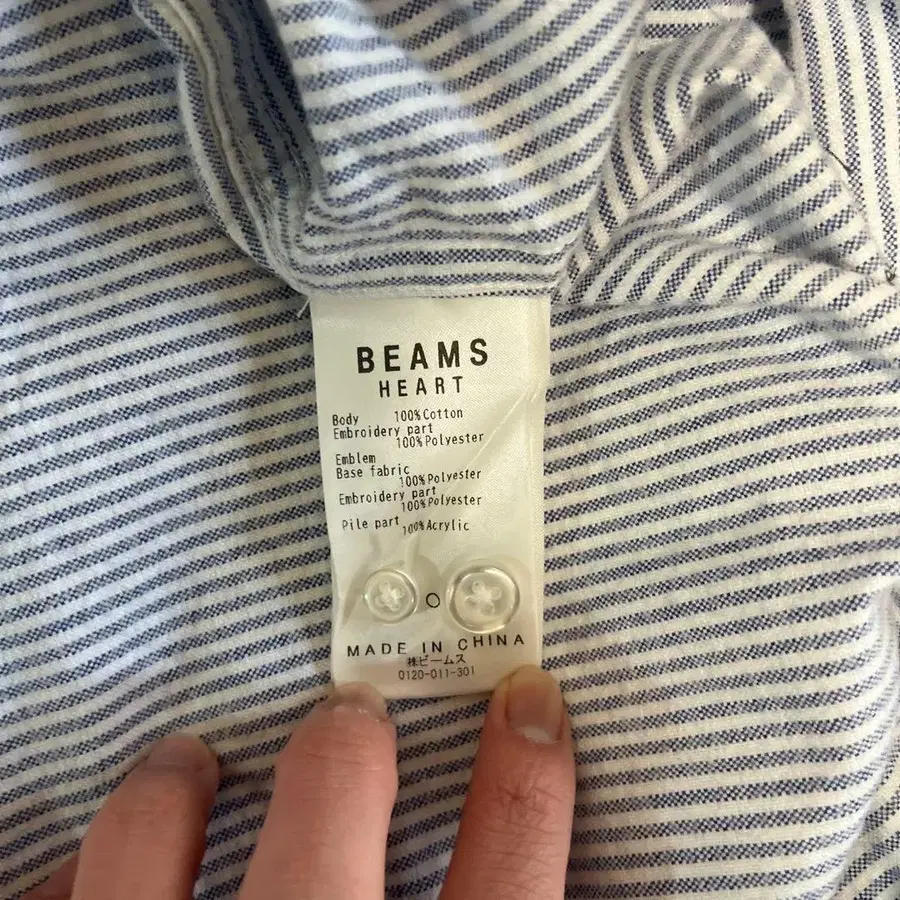 BEAMS
HEART
Body 100%Cotton
Embroidery part
100%Polyester
Emblem
Base fabric
100%Polyester
Embroidery part
100%Polyester
Pile part
100%Acrylic
MADE IN CHINA
㈱ビームス
0120-011-301